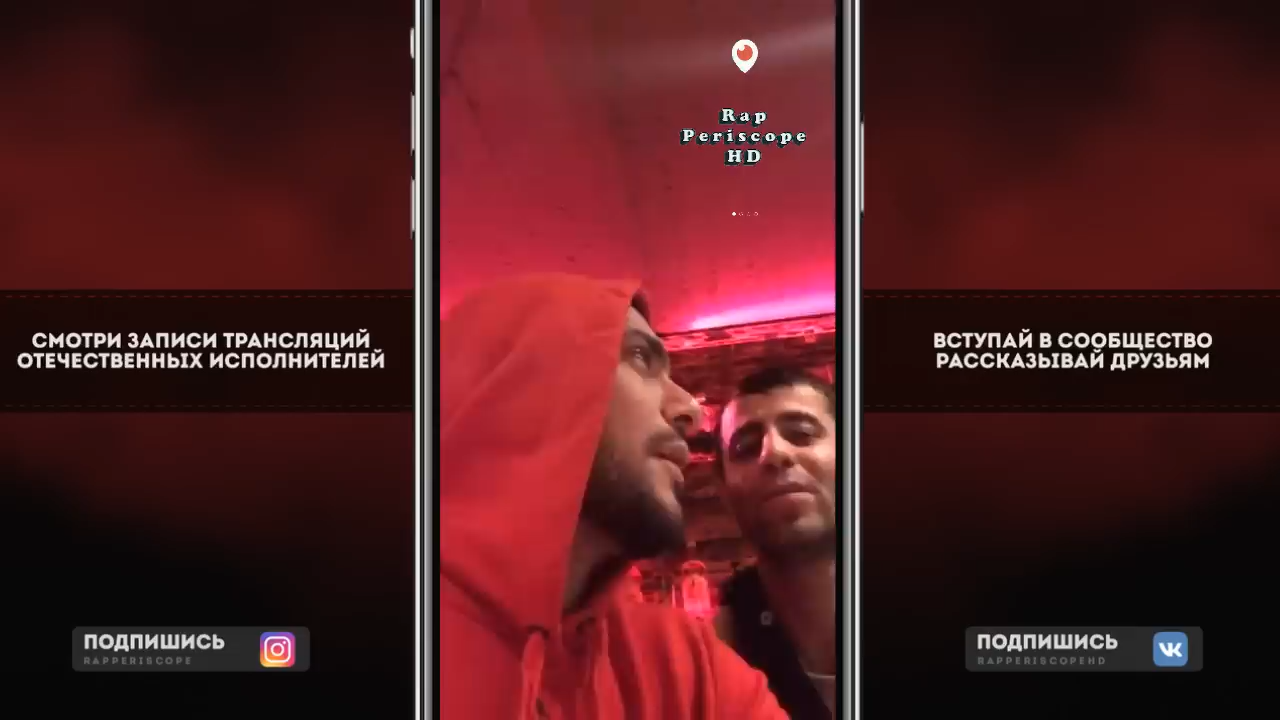 Rap
Periscope
HD
СМОТРИ ЗАПИСИ ТРАНСЛЯЦИЙ
ОТЕЧЕСТВЕННЫХ ИСПОЛНИТЕЛЕЙ
ВСТУПАЙ В СООБЩЕСТВО
РАССКАЗЫВАЙ ДРУЗЬЯМ
ПОДПИШИСЬ
RAPPERISCOPE
ПОДПИШИСЬ
RAPPERISCOPEHD